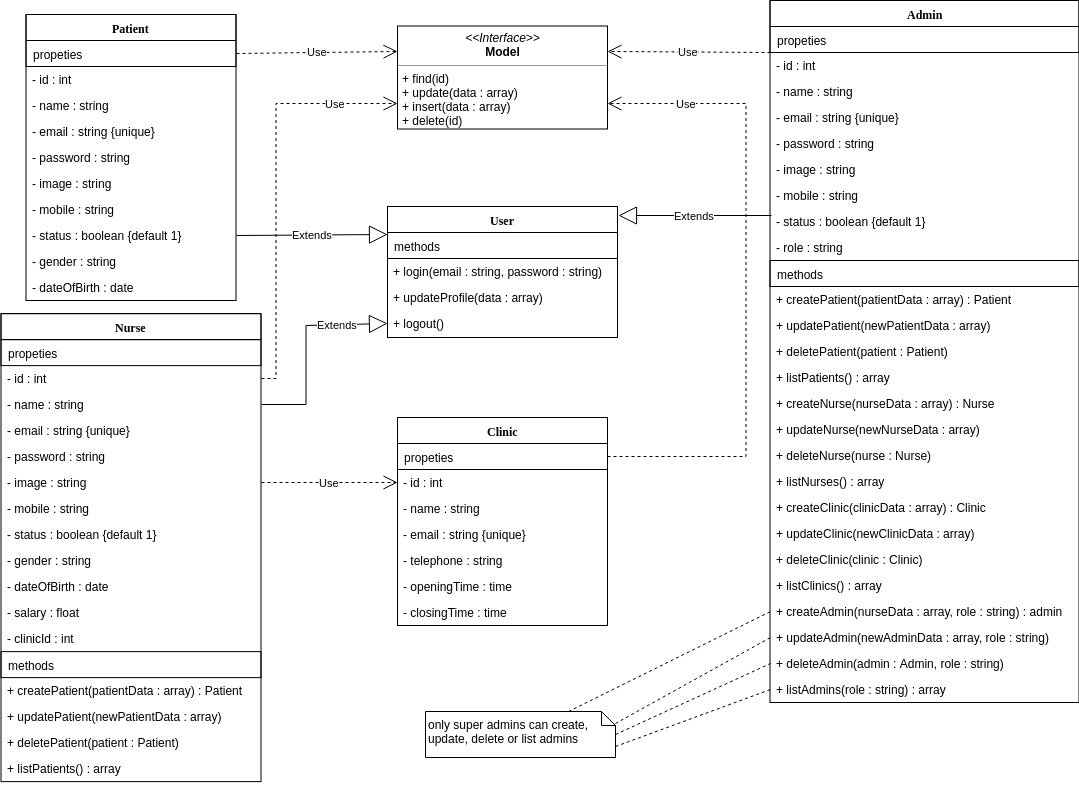 Patient
propeties
- id : int
- name : string
- email : string {unique}
- password : string
- image : string
- mobile : string
- status : boolean {default 1}
- gender : string
- dateOfBirth : date
Use
Use
Extends
Extends
<<Interface>>
Model
+ find(id)
+ update(data : array)
+ insert(data : array)
+ delete(id)
Use
Use
Extends
User
methods
+ login(email : string, password : string)
+ updateProfile(data : array)
+ logout()
Nurse
propeties
- id : int
- name : string
- email : string {unique}
- password : string
- image : string
- mobile : string
- status : boolean {default 1}
- gender : string
- dateOfBirth : date
- salary : float
- clinicId : int
methods
+ createPatient(patientData : array) : Patient
+ updatePatient(newPatientData : array)
+ deletePatient(patient : Patient)
+ listPatients() : array
Use
Clinic
propeties
- id : int
- name : string
- email : string {unique}
- telephone : string
- openingTime : time
- closingTime : time
only super admins can create,
update, delete or list admins
Admin
propeties
- id : int
- name : string
- email : string {unique}
- password : string
- image : string
- mobile : string
- status : boolean {default 1}
- role : string
methods
+ createPatient(patientData : array) : Patient
+ updatePatient(newPatientData : array)
+ deletePatient(patient : Patient)
+ listPatients() : array
+ createNurse(nurseData : array) : Nurse
+ updateNurse(newNurseData : array)
+ deleteNurse(nurse : Nurse)
+ listNurses() : array
+ createClinic(clinicData : array) : Clinic
+ updateClinic(newClinicData : array)
+ deleteClinic(clinic : Clinic)
+ listClinics() : array
+ createAdmin(nurseData : array, role : string) : admin
+ updateAdmin(newAdminData : array, role : string)
+ deleteAdmin(admin : Admin, role : string)
+ listAdmins(role : string) : array